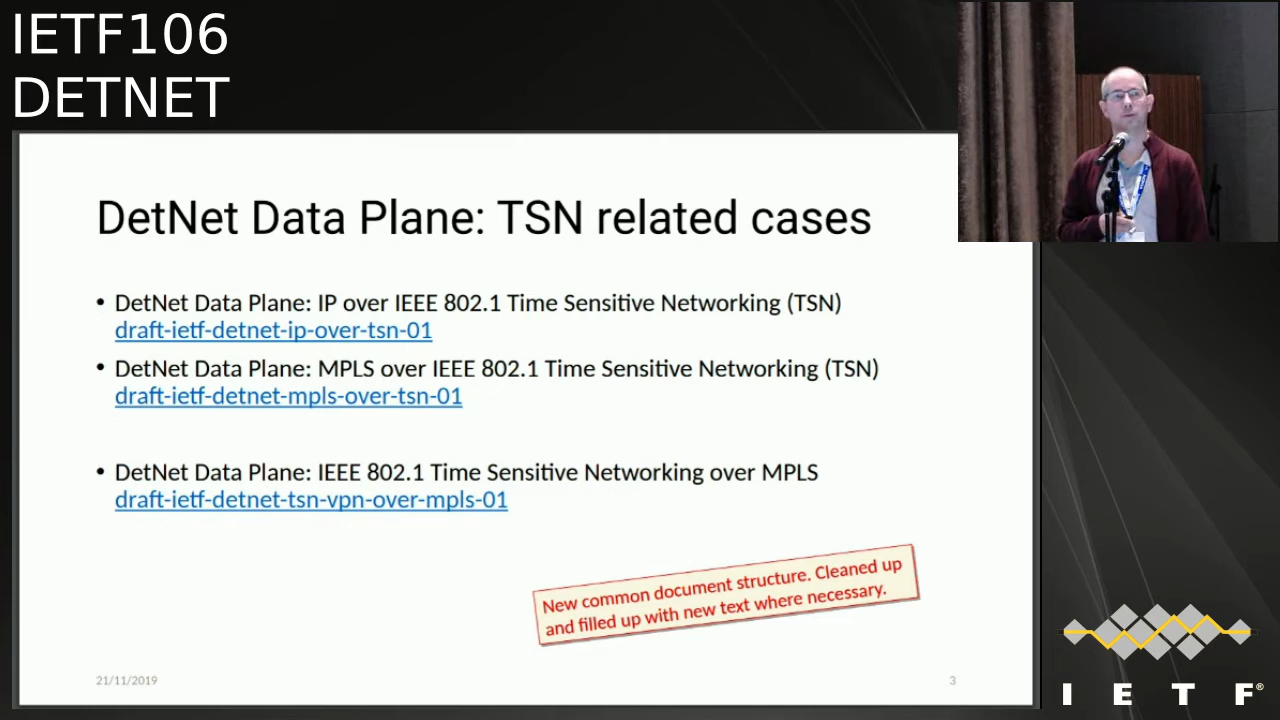 IETF106
DETNET
DetNet Data Plane: TSN related cases
• DetNet Data Plane: IP over IEEE 802.1 Time Sensitive Networking (TSN)
draft-ietf-detnet-ip-over-tsn-01
• DetNet Data Plane: MPLS over IEEE 802.1 Time Sensitive Networking (TSN)
draft-ietf-detnet-mpls-over-tsn-01
• DetNet Data Plane: IEEE 802.1 Time Sensitive Networking over MPLS
draft-ietf-detnet-tsn-vpn-over-mpls-01
New common document structure. Cleaned up
and filled up with new text where necessary.
21/11/2019
3
I E T F®